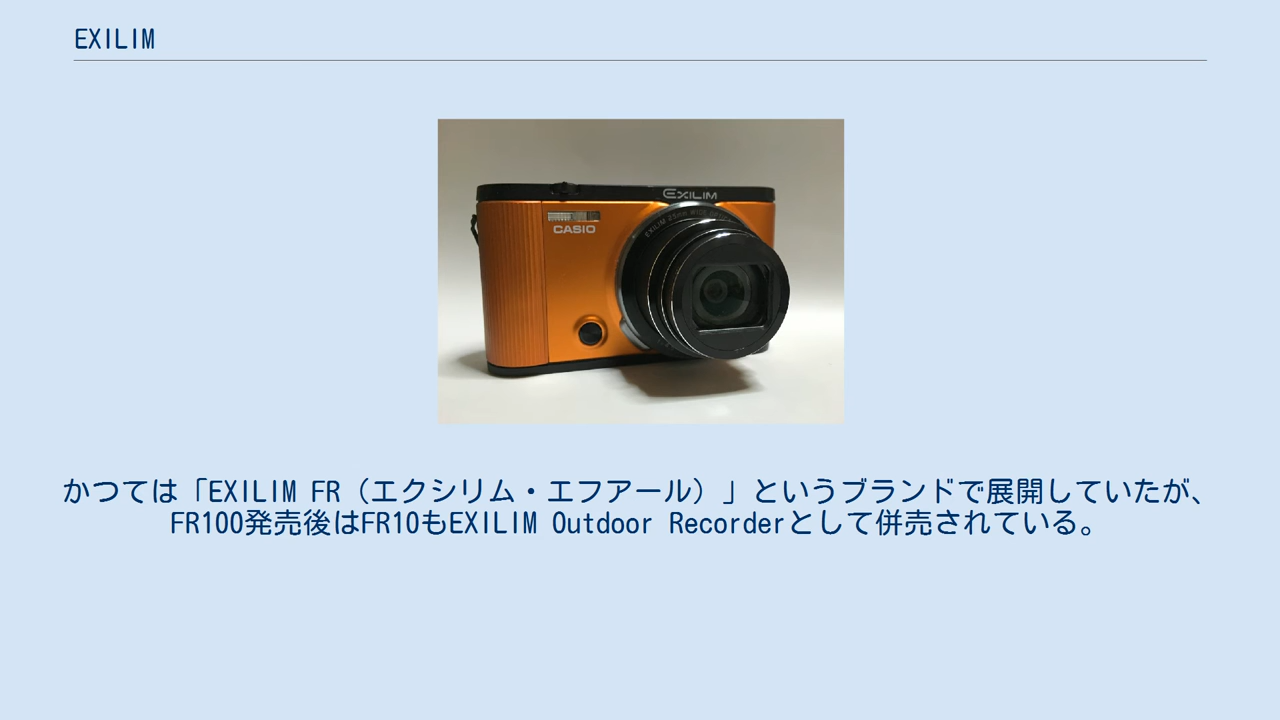 EXILIM
EXILIM
CASIO
かつては「EXILIM FR（エクシリム・エフアール）」というブランドで展開していたが、
FR100発売後はFR10もEXILIM Outdoor Recorderとして併売されている。